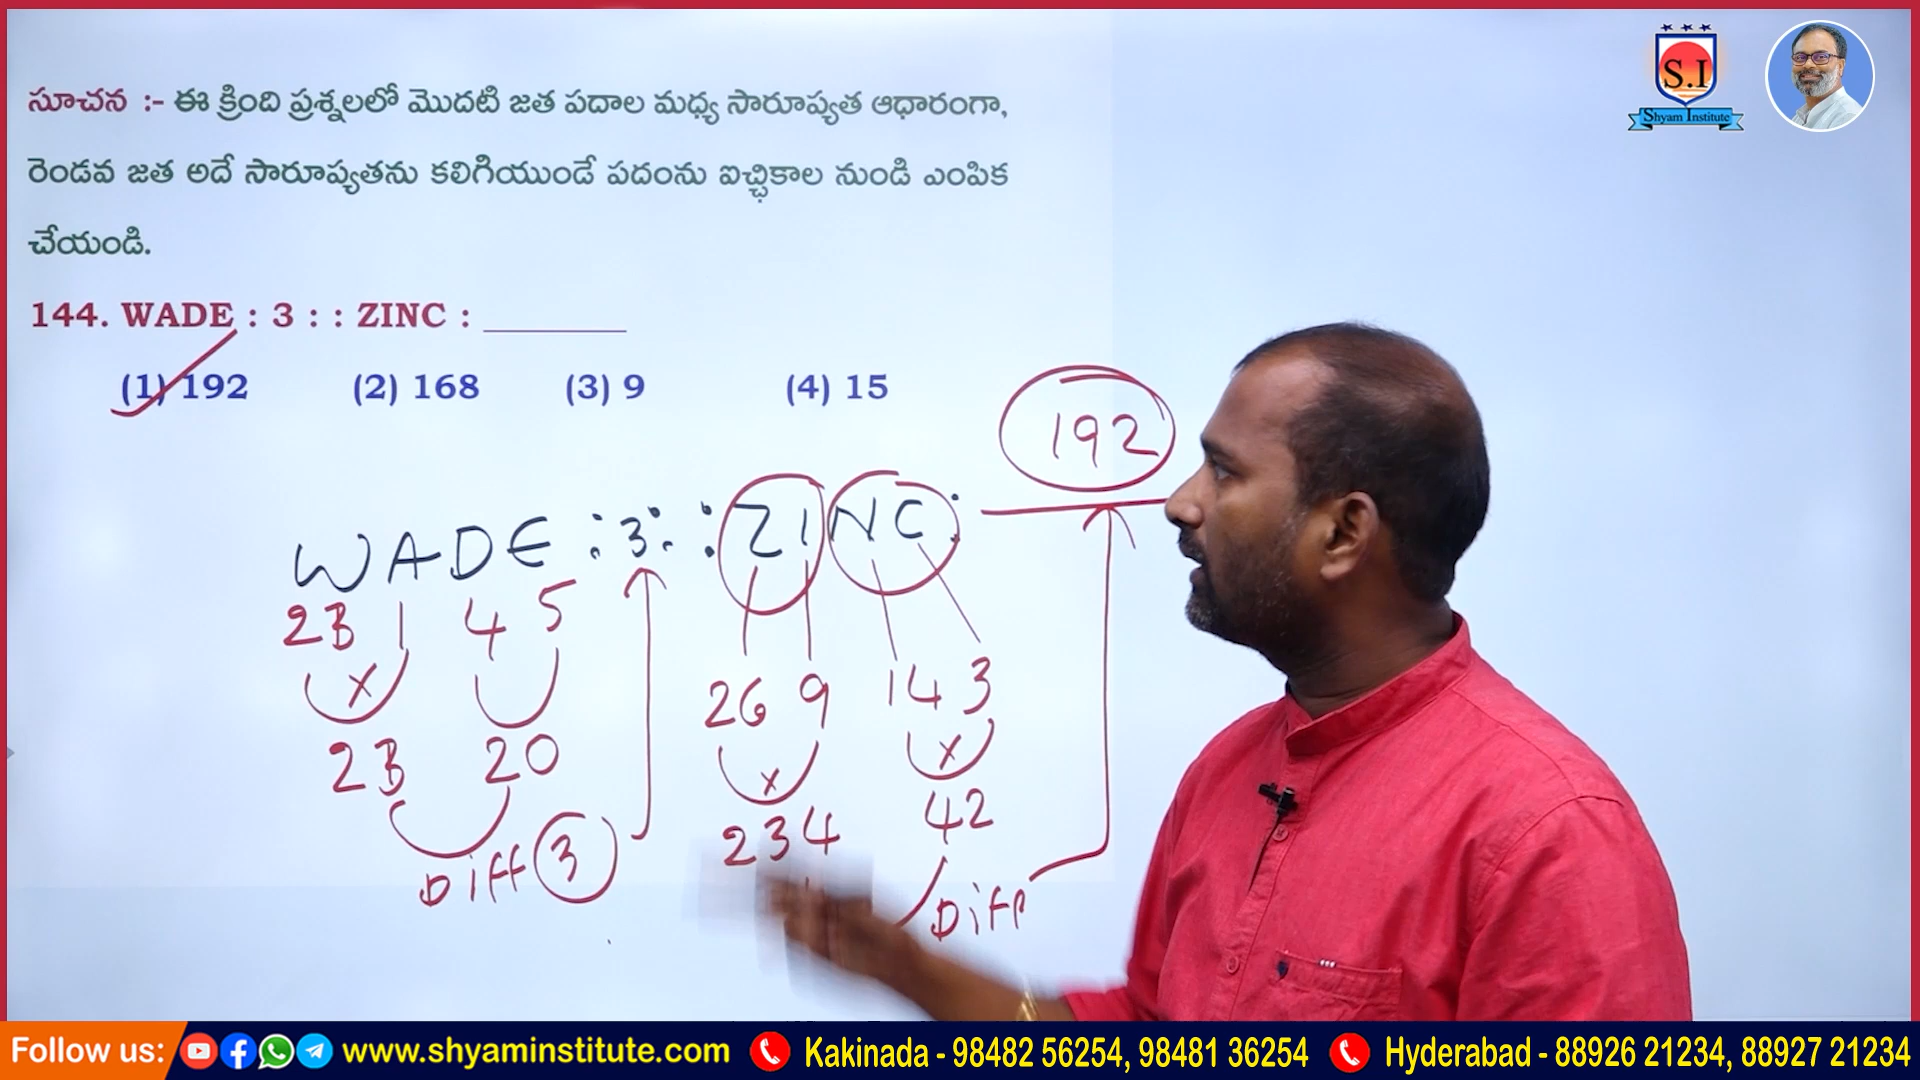 S.I
Shyam Institute
సూచన :- ఈ క్రింది ప్రశ్నలలో మొదటి జత పదాల మధ్య సారూప్యత ఆధారంగా,
రెండవ జత అదే సారూప్యతను కలిగియుండే పదంను ఐచ్ఛికాల నుండి ఎంపిక
చేయండి.
144. WADE : 3 : : ZINC : ________
(1) 192 (2) 168 (3) 9 (4) 15
192
WADE : 3 : : ZINC :
23 1 4 5
26 9 14 3
x
x x
23 20
234 42
Diff 3
Diff
Follow us: www.shyaminstitute.com Kakinada - 98482 56254, 98481 36254 Hyderabad - 88926 21234, 88927 21234